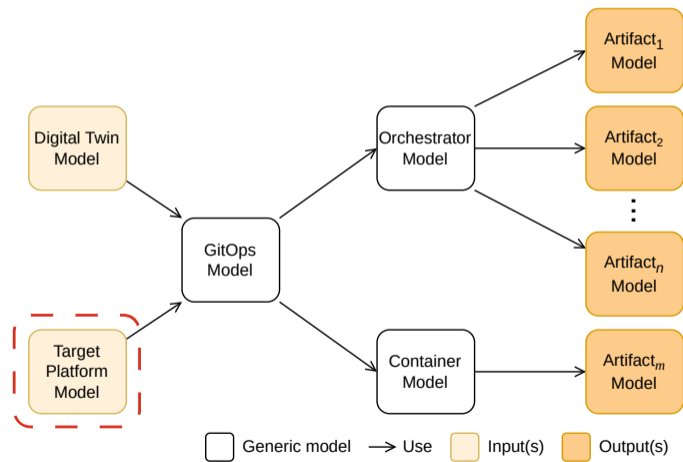 Artifact₁
Model
Digital Twin
Model
Orchestrator
Model
Artifact₂
Model
GitOps
Model
Artifactₙ
Model
Target
Platform
Model
Container
Model
Artifactₘ
Model
Generic model
Use
Input(s)
Output(s)